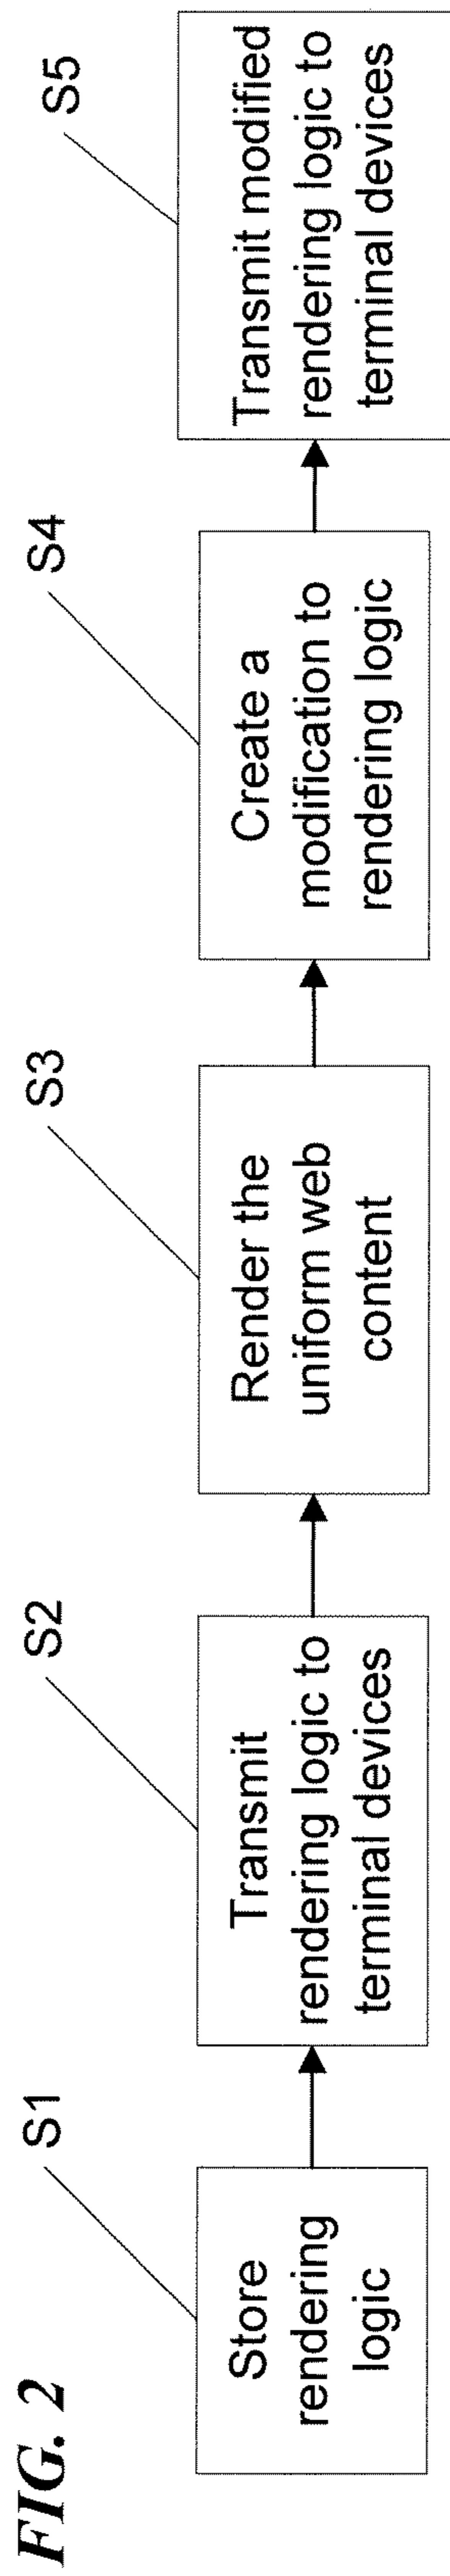 FIG. 2
S1
Store
rendering
logic
S2
Transmit
rendering logic to
terminal devices
S3
Render the
uniform web
content
S4
Create a
modification to
rendering logic
S5
Transmit modified
rendering logic to
terminal devices